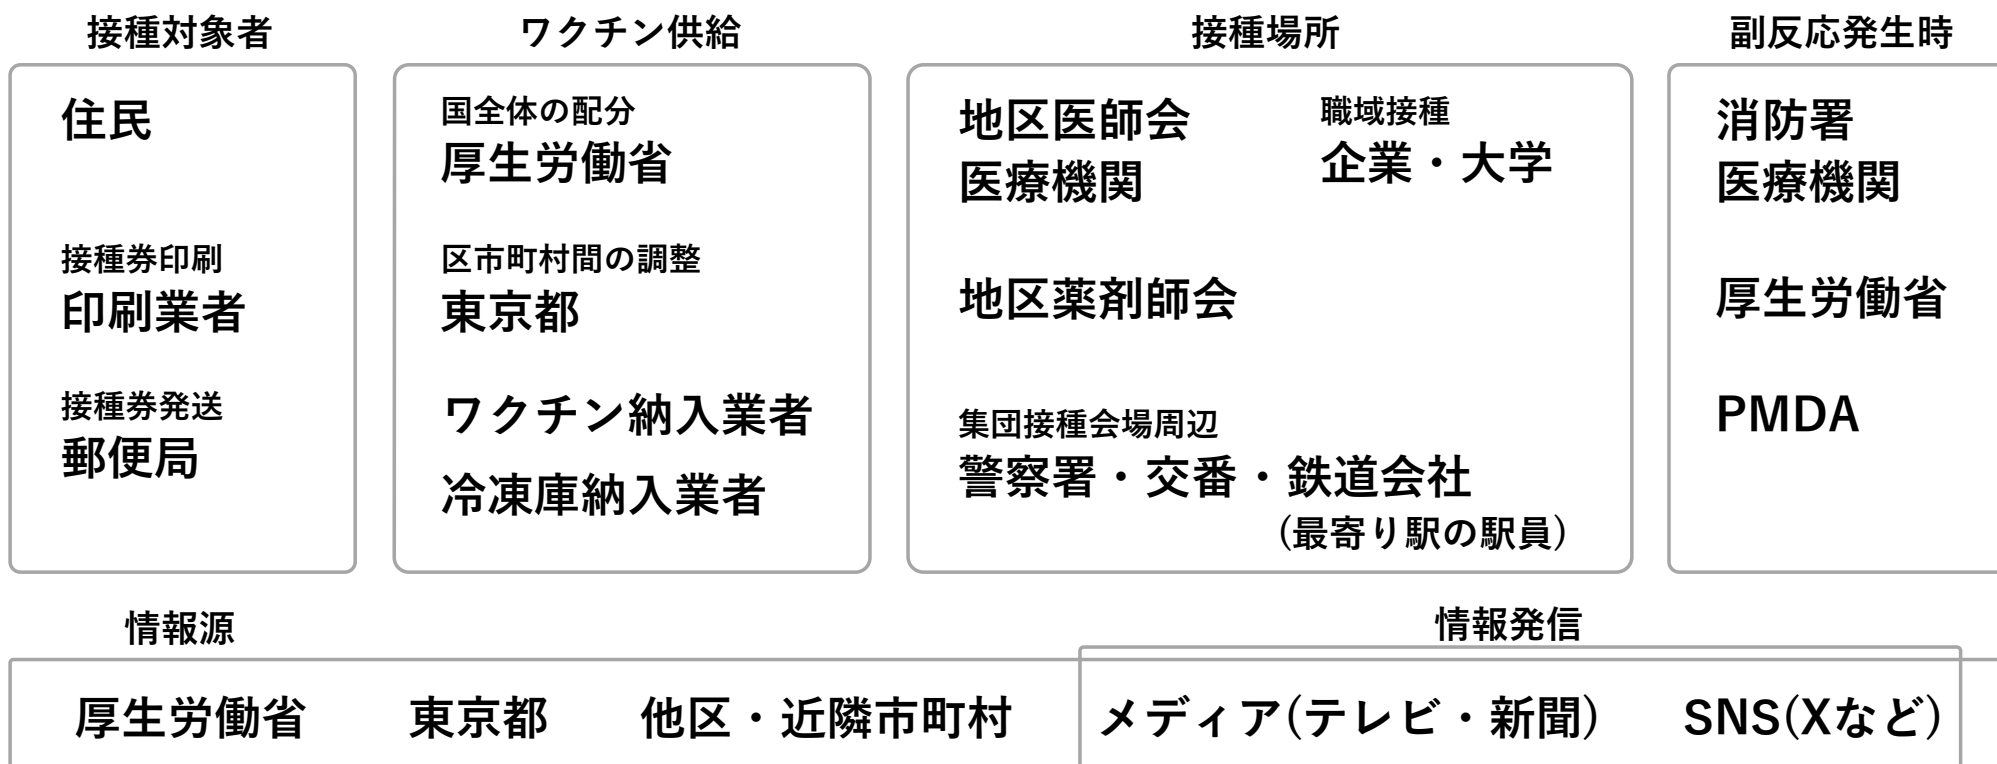 接種対象者
住民
接種券印刷
印刷業者
接種券発送
郵便局
ワクチン供給
国全体の配分
厚生労働省
区市町村間の調整
東京都
ワクチン納入業者
冷凍庫納入業者
接種場所
地区医師会
医療機関
職域接種
企業・大学
地区薬剤師会
集団接種会場周辺
警察署・交番・鉄道会社
(最寄り駅の駅員)
副反応発生時
消防署
医療機関
厚生労働省
PMDA
情報源
厚生労働省
東京都
他区・近隣市町村
情報発信
メディア(テレビ・新聞)
SNS(Xなど)